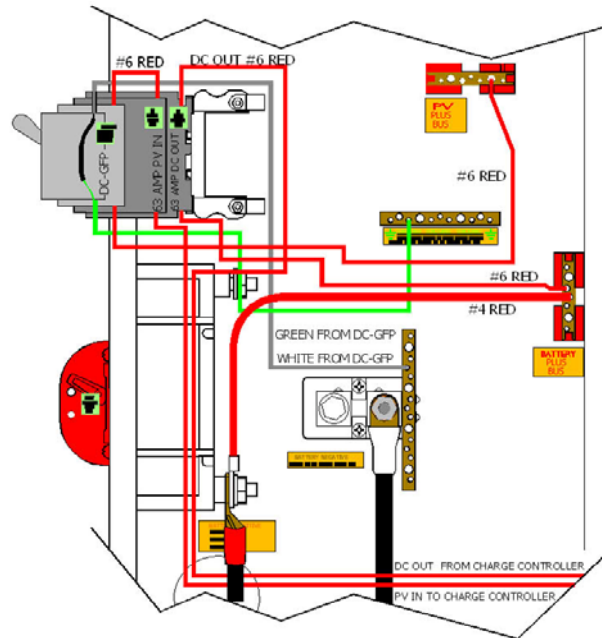 #6 RED
DC OUT #6 RED
PV
PLUS
BUS
DC-GFP
63 AMP PV IN
63 AMP DC OUT
#6 RED
#6 RED
#4 RED
GREEN FROM DC-GFP
WHITE FROM DC-GFP
BATTERY
PLUS
BUS
BATTERY NEGATIVE
DC OUT FROM CHARGE CONTROLLER
PV IN TO CHARGE CONTROLLER